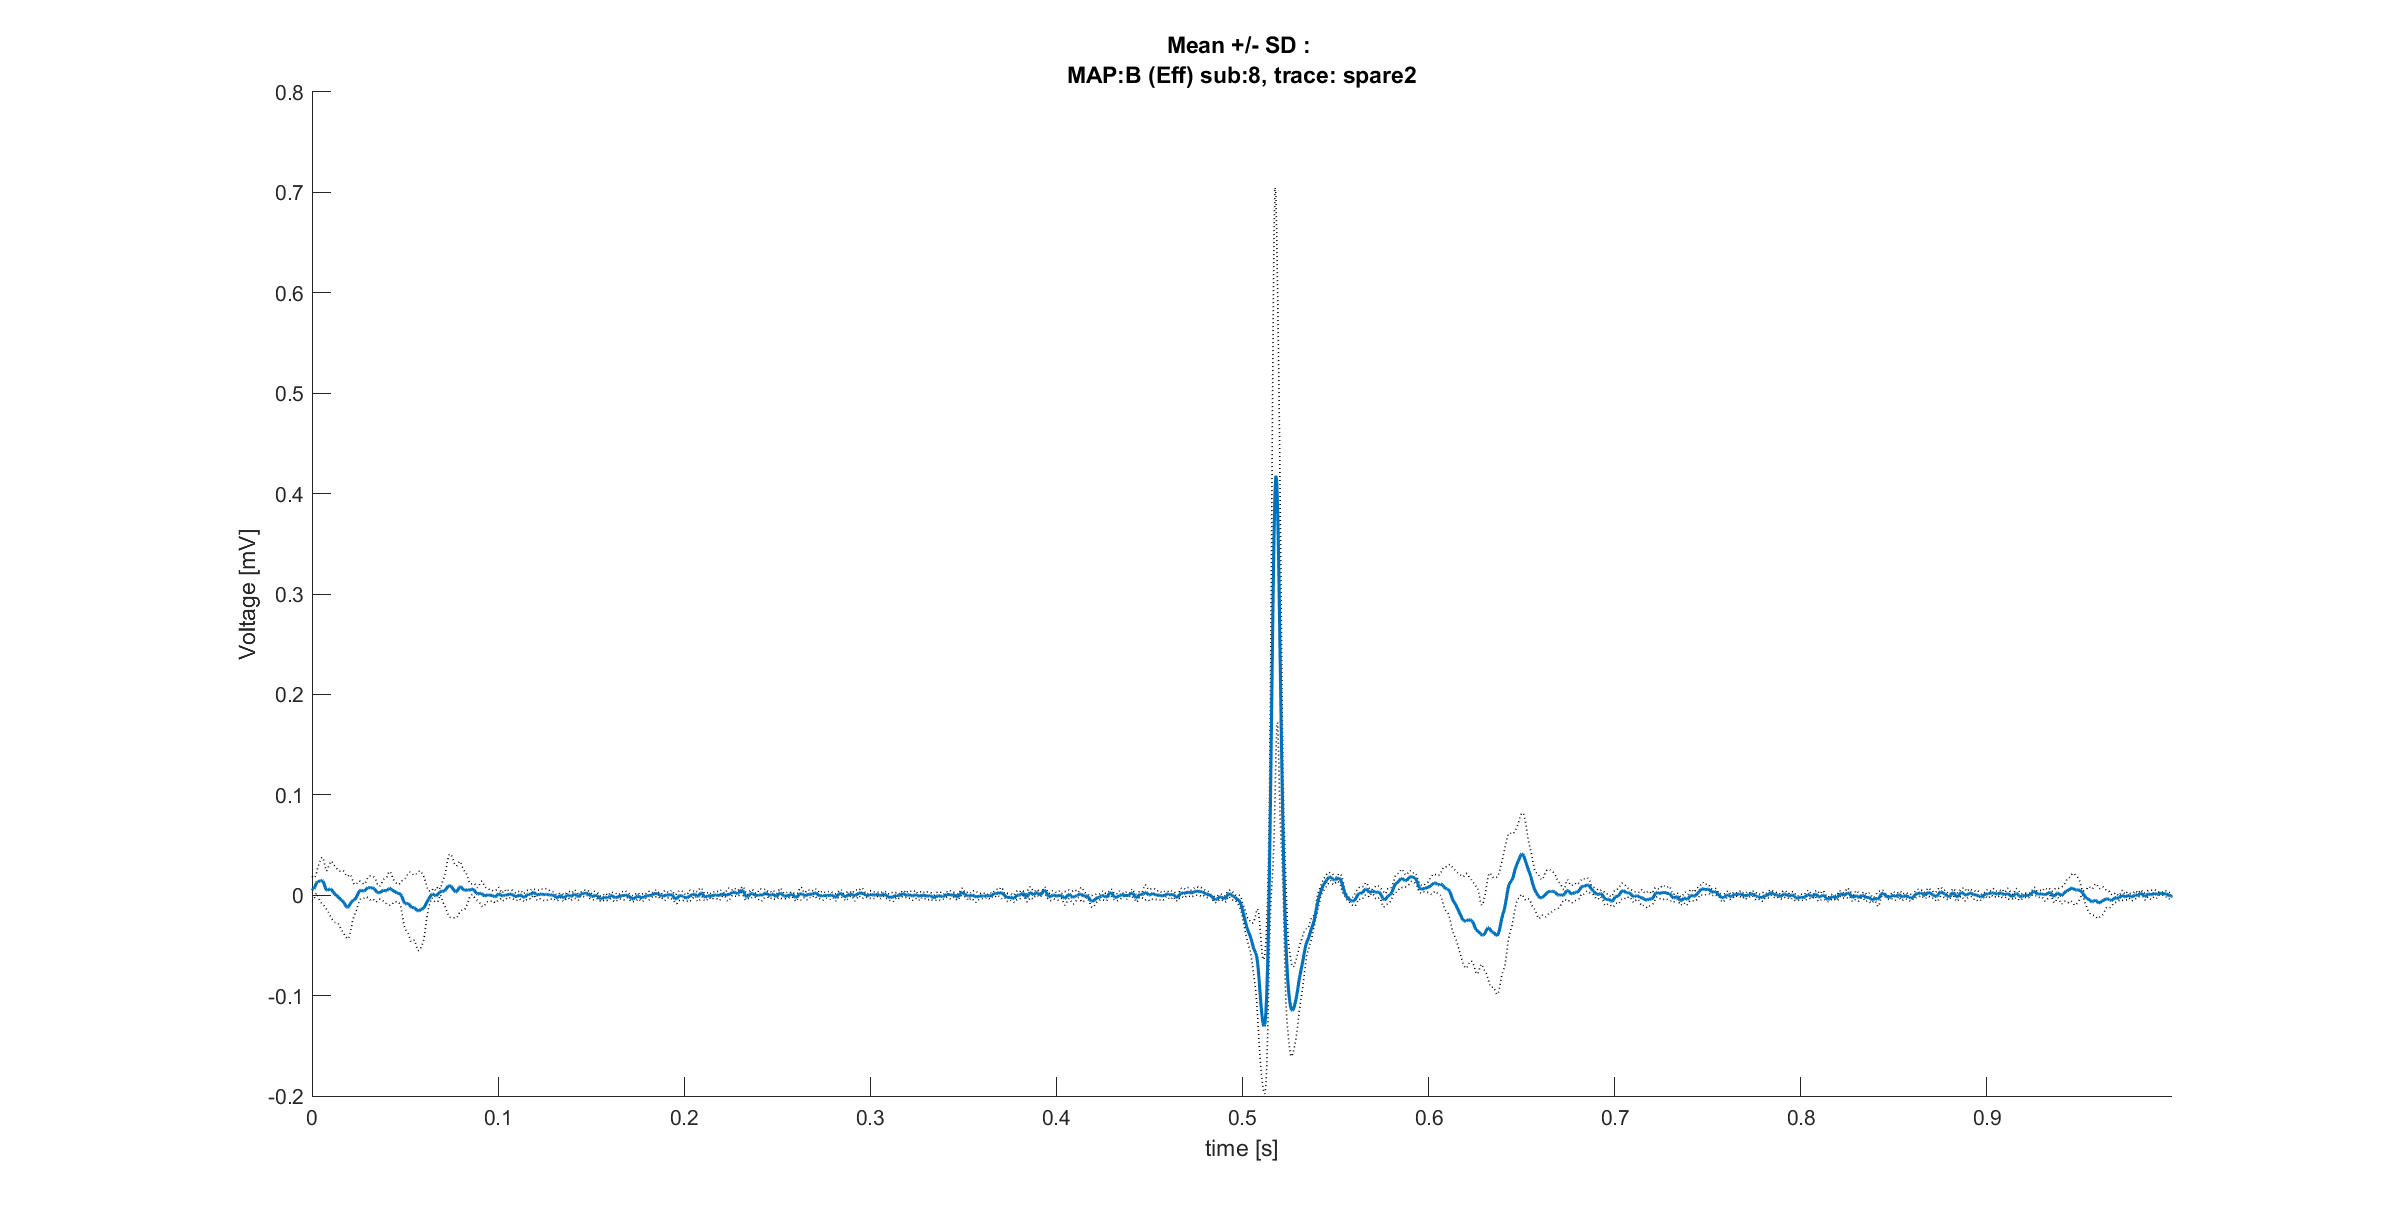 Mean +/- SD :
MAP:B (Eff) sub:8, trace: spare2
0.8
0.7
0.6
0.5
0.4
0.3
0.2
0.1
0
-0.1
-0.2
Voltage [mV]
0 0.1 0.2 0.3 0.4 0.5 0.6 0.7 0.8 0.9
time [s]